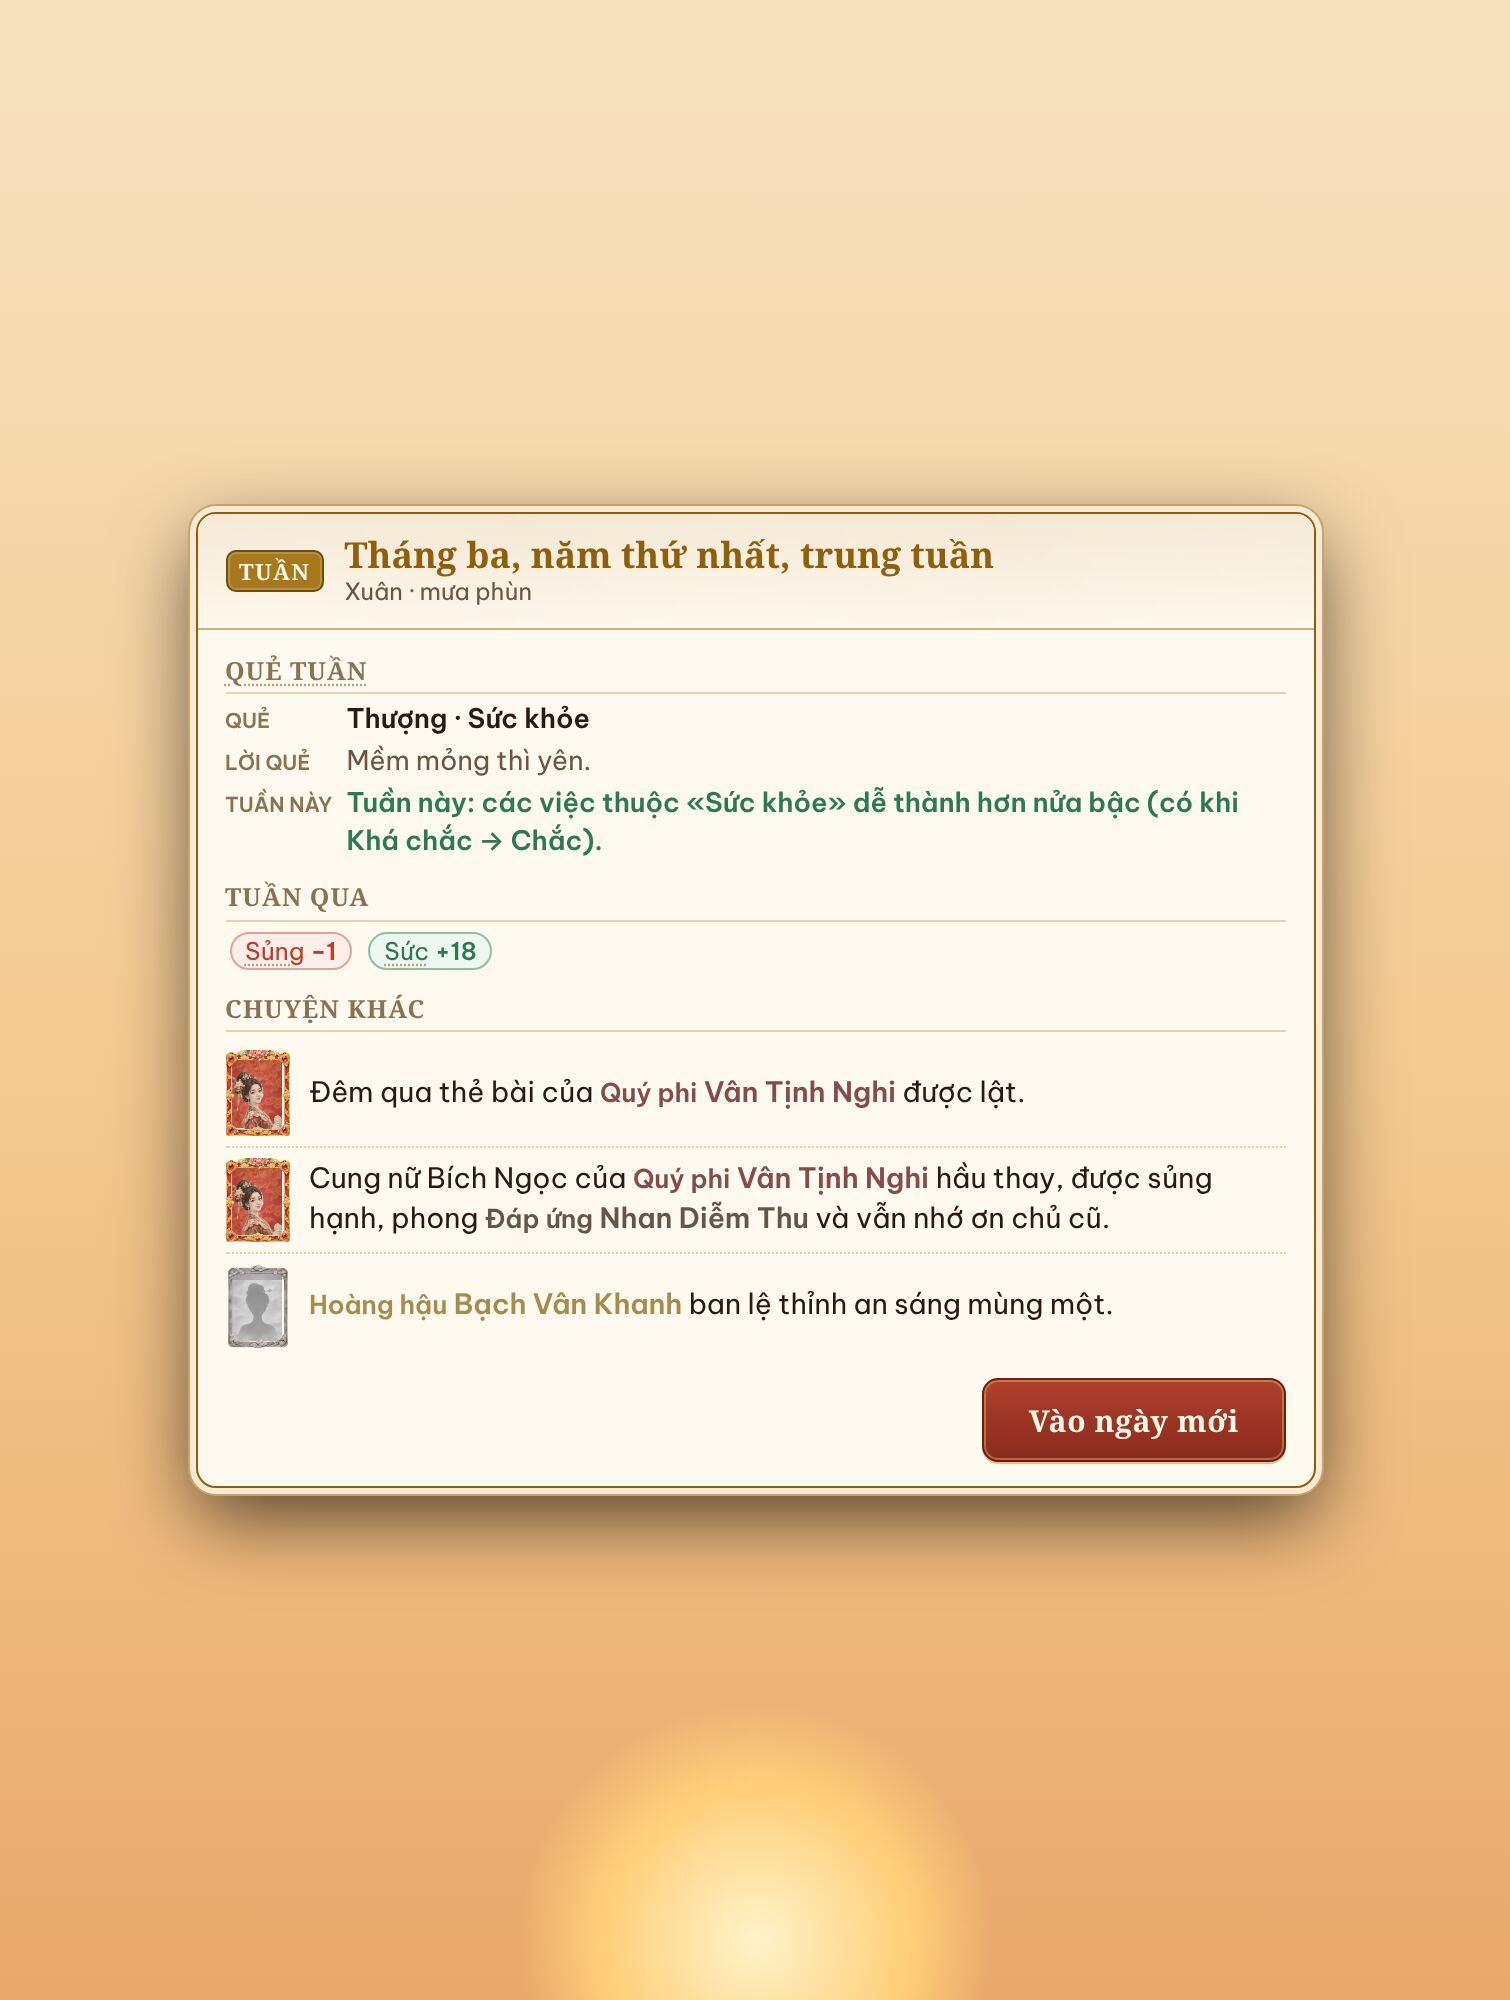 TUẦN
Tháng ba, năm thứ nhất, trung tuần
Xuân · mưa phùn
QUẺ TUẦN
QUẺ Thượng · Sức khỏe
LỜI QUẺ Mềm mỏng thì yên.
TUẦN NÀY Tuần này: các việc thuộc «Sức khỏe» dễ thành hơn nửa bậc (có khi
Khá chắc → Chắc).
TUẦN QUA
Sủng −1 Sức +18
CHUYỆN KHÁC
Đêm qua thẻ bài của Quý phi Vân Tịnh Nghi được lật.
Cung nữ Bích Ngọc của Quý phi Vân Tịnh Nghi hầu thay, được sủng
hạnh, phong Đáp ứng Nhan Diễm Thu và vẫn nhớ ơn chủ cũ.
Hoàng hậu Bạch Vân Khanh ban lệ thỉnh an sáng mùng một.
Vào ngày mới